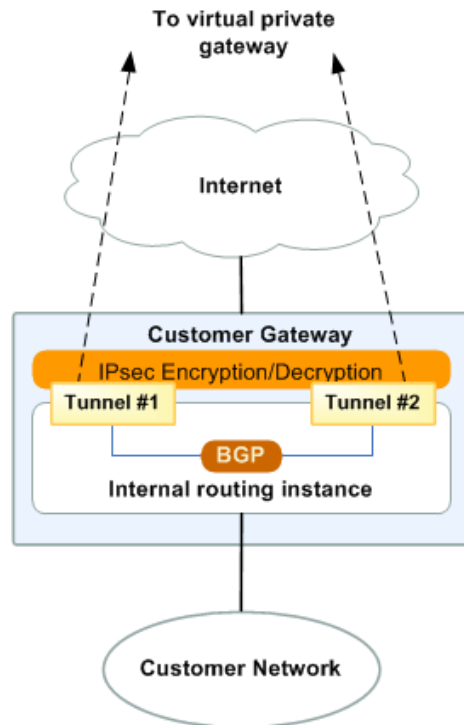 To virtual private
gateway
Internet
Customer Gateway
IPsec Encryption/Decryption
Tunnel #1
Tunnel #2
BGP
Internal routing instance
Customer Network